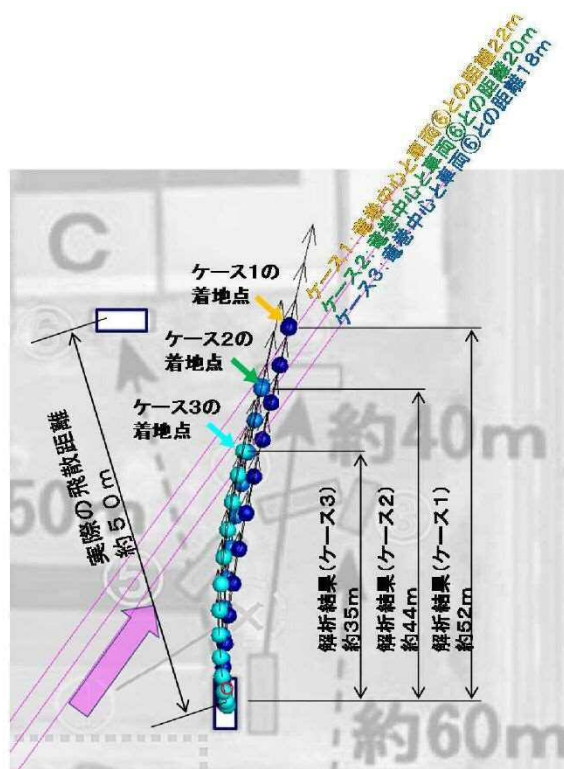 ケース1:竜巻中心と車両⑥との距離22m
ケース2:竜巻中心と車両⑥との距離20m
ケース3:竜巻中心と車両⑥との距離18m
C
ケース1の
着地点
ケース2の
着地点
ケース3の
着地点
⑥
実際の飛散距離
約50m
50m
⑤
約40m
解析結果(ケース3)
約35m
解析結果(ケース2)
約44m
解析結果(ケース1)
約52m
約60m